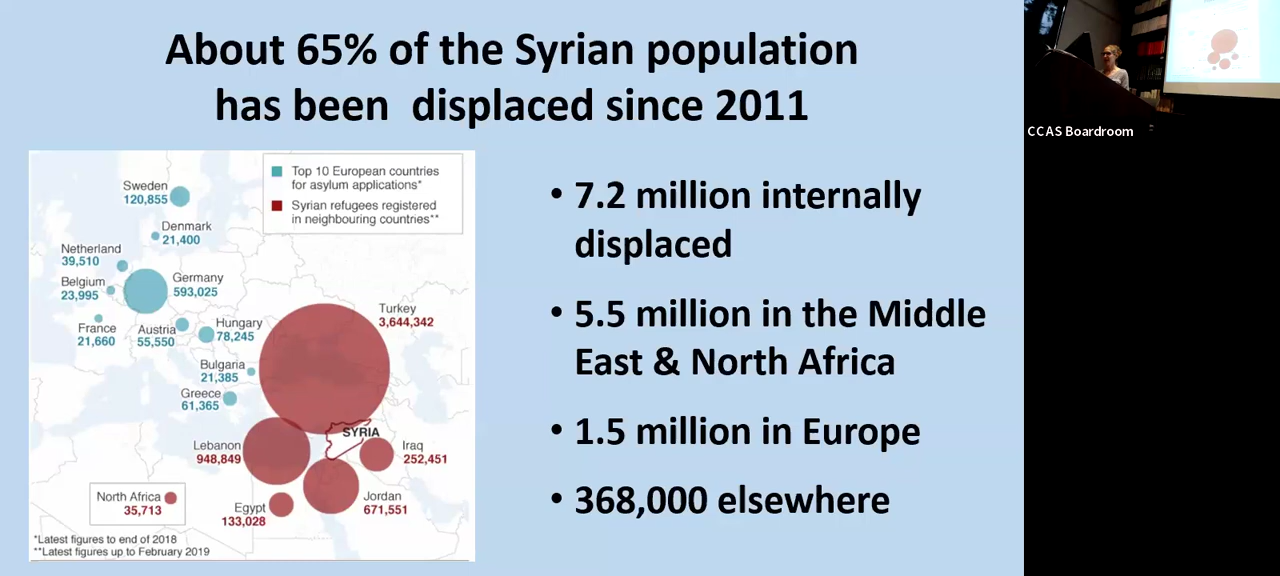 About 65% of the Syrian population
has been displaced since 2011
Top 10 European countries
for asylum applications*
Syrian refugees registered
in neighbouring countries**
Sweden
120,855
Denmark
21,400
Netherland
39,510
Belgium
23,995
Germany
593,025
France
21,660
Austria
55,550
Hungary
78,245
Bulgaria
21,385
Greece
61,365
Turkey
3,644,342
Lebanon
948,849
SYRIA
Iraq
252,451
North Africa
35,713
Egypt
133,028
Jordan
671,551
*Latest figures to end of 2018
**Latest figures up to February 2019
• 7.2 million internally
displaced
• 5.5 million in the Middle
East & North Africa
• 1.5 million in Europe
• 368,000 elsewhere
CCAS Boardroom